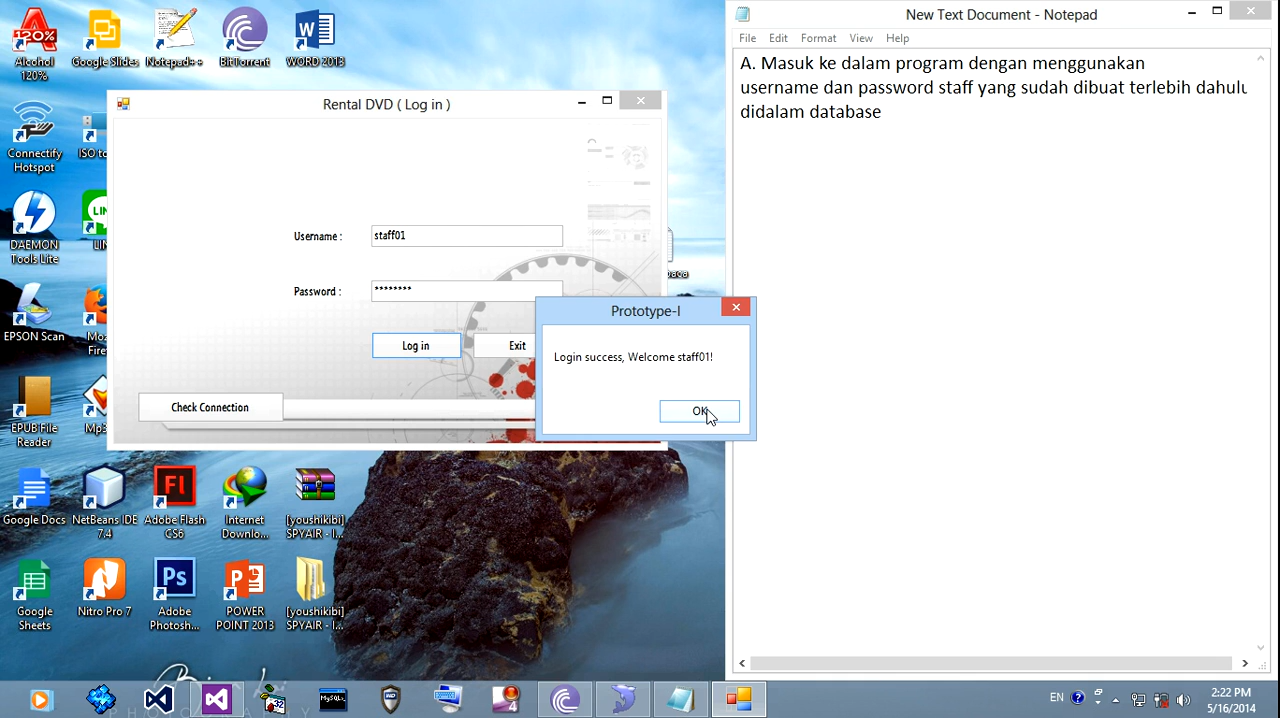 Alcohol
120%
Google Slides
Notepad++
BitTorrent
WORD 2013
Connectify
Hotspot
ISO to
DAEMON
Tools Lite
LIN
EPSON Scan
Moz
Firef
EPUB File
Reader
Mp3
Google Docs
NetBeans IDE
7.4
Adobe Flash
CS6
Internet
Downlo...
[youshikibi]
SPYAIR - I...
Google
Sheets
Nitro Pro 7
Adobe
Photosh...
POWER
POINT 2013
[youshikibi]
SPYAIR - I...
Rental DVD ( Log in )
Username :
staff01
Password :
********
Log in
Exit
Check Connection
Prototype-I
Login success, Welcome staff01!
OK
New Text Document - Notepad
File Edit Format View Help
A. Masuk ke dalam program dengan menggunakan
username dan password staff yang sudah dibuat terlebih dahulu
didalam database
PHOTOGRAPHY
EN
2:22 PM
5/16/2014